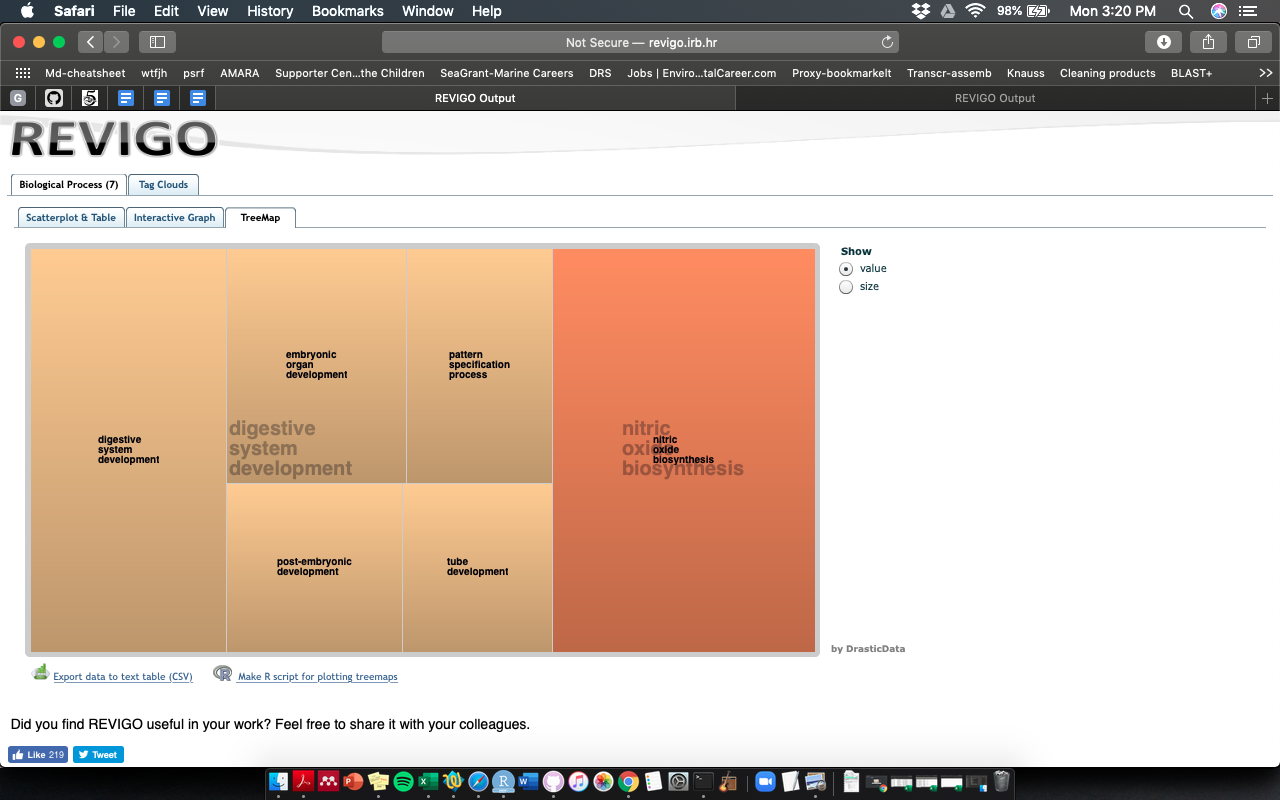 Safari File Edit View History Bookmarks Window Help 98% Mon 3:20 PM
Not Secure — revigo.irb.hr
Md-cheatsheet wtfjh psrf AMARA Supporter Cen...the Children SeaGrant-Marine Careers DRS Jobs | Enviro...talCareer.com Proxy-bookmarkelt Transcr-assemb Knauss Cleaning products BLAST+ >>
G REVIGO Output REVIGO Output +
REVIGO
Biological Process (7) Tag Clouds
Scatterplot & Table Interactive Graph TreeMap
Show
value
size
embryonic
organ
development
pattern
specification
process
digestive
system
development
digestive
system
development
nitric
oxide
biosynthesis
nitric
oxide
biosynthesis
post-embryonic
development
tube
development
by DrasticData
Export data to text table (CSV) Make R script for plotting treemaps
Did you find REVIGO useful in your work? Feel free to share it with your colleagues.
Like 219 Tweet